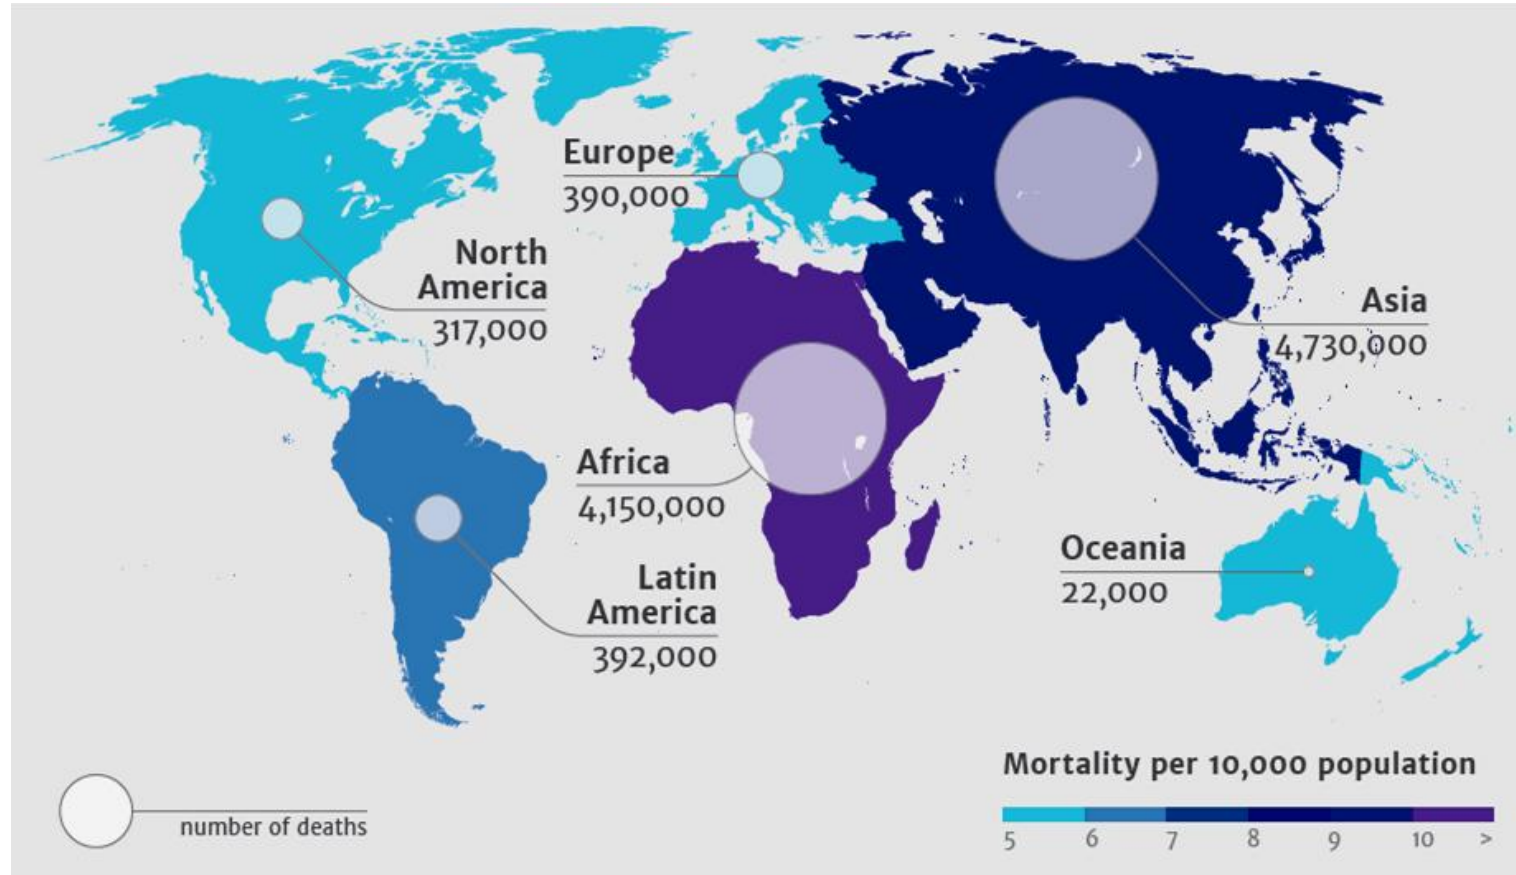 Europe
390,000
North
America
317,000
Asia
4,730,000
Africa
4,150,000
Latin
America
392,000
Oceania
22,000
Mortality per 10,000 population
5 6 7 8 9 10 >
number of deaths